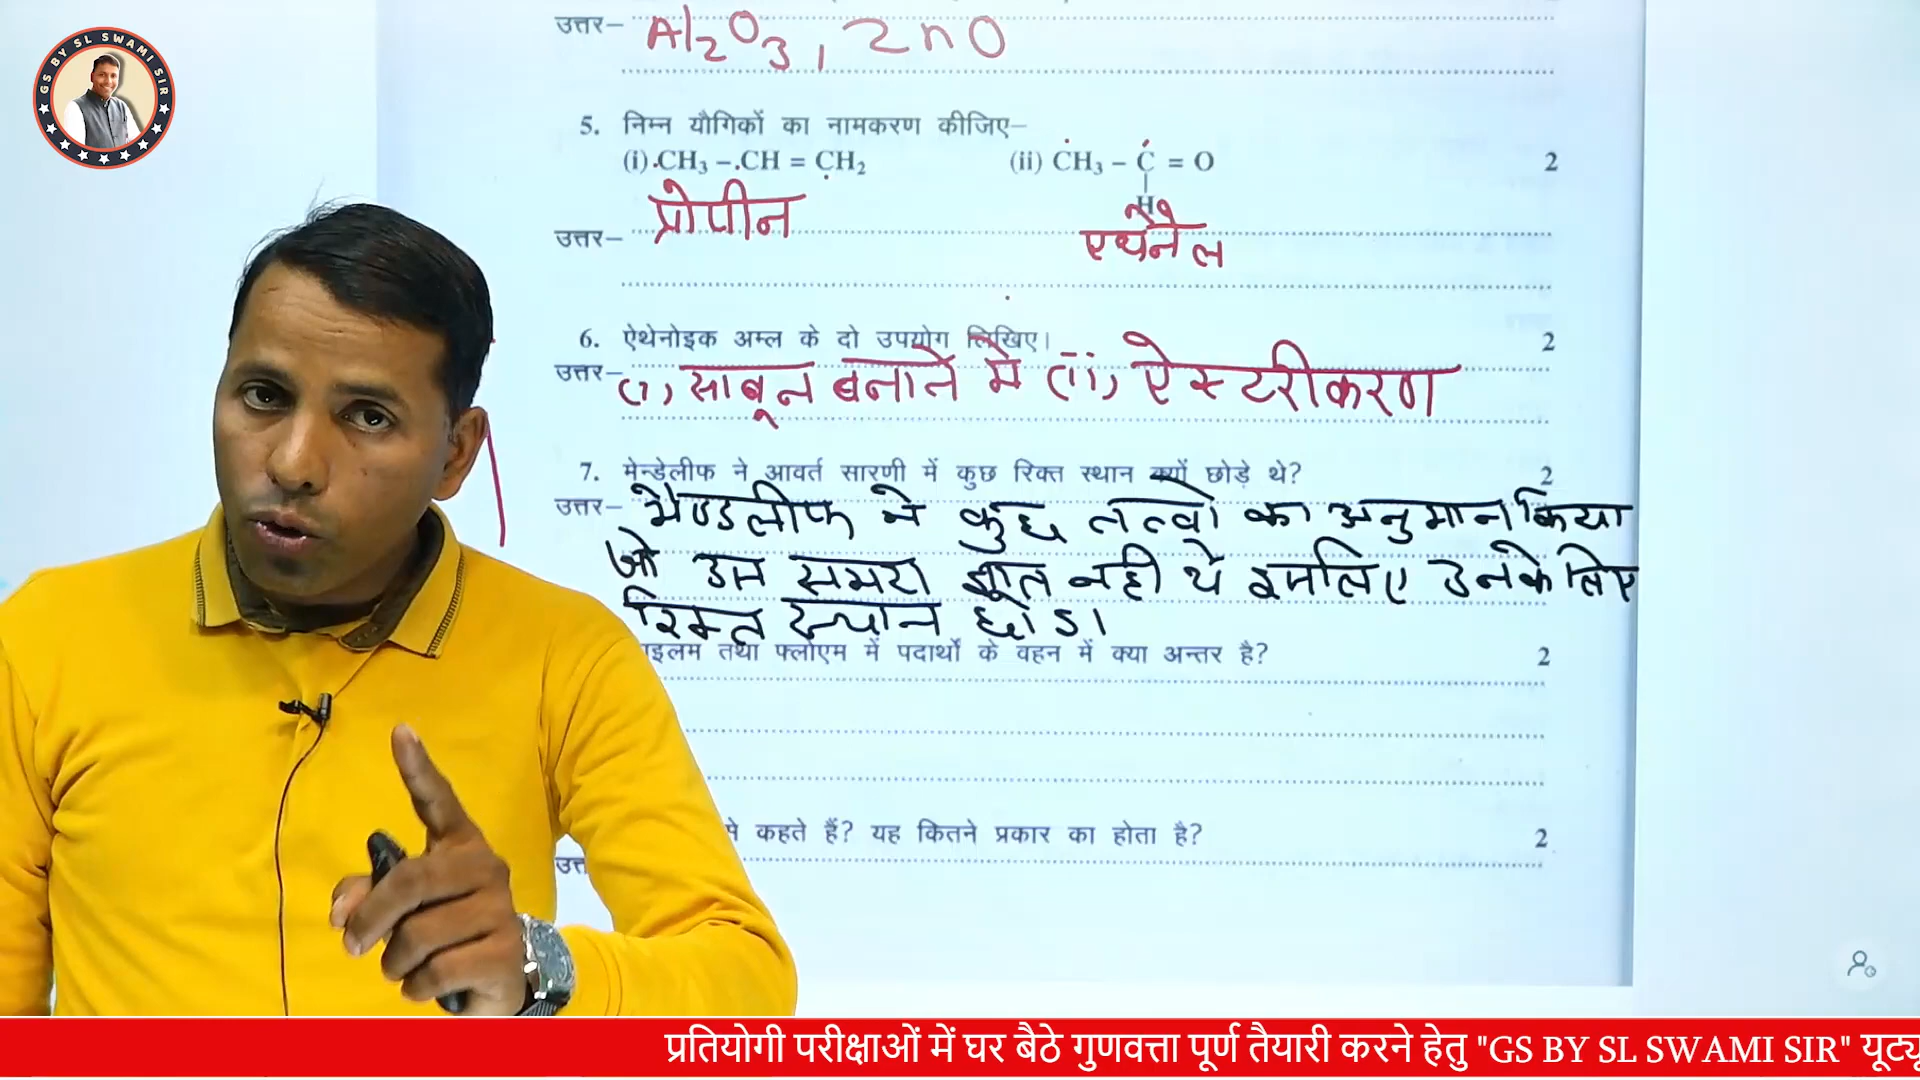 GS BY SL SWAMI SIR
उत्तर– Al2O3, ZnO
5. निम्न यौगिकों का नामकरण कीजिए–
(i) CH3 – CH = CH2 (ii) CH3 – C = O 2
H
प्रोपीन
उत्तर– एथेनैल
6. ऐथेनोइक अम्ल के दो उपयोग लिखिए। 2
उत्तर– (i) साबून बनाने मे (ii) ऐस्टरीकरण
7. मेन्डेलीफ ने आवर्त सारणी में कुछ रिक्त स्थान क्यों छोड़े थे? 2
उत्तर– मैण्डलीफ ने कुछ तत्वो का अनुमान किया
जो उस समय ज्ञात नही थे इसलिए उनके लिए
रिक्त स्थान छोडा
इलम तथा फ्लोएम में पदार्थों के वहन में क्या अन्तर है? 2
कहते हैं? यह कितने प्रकार का होता है? 2
उत्त
प्रतियोगी परीक्षाओं में घर बैठे गुणवत्ता पूर्ण तैयारी करने हेतु "GS BY SL SWAMI SIR" यूट्यू